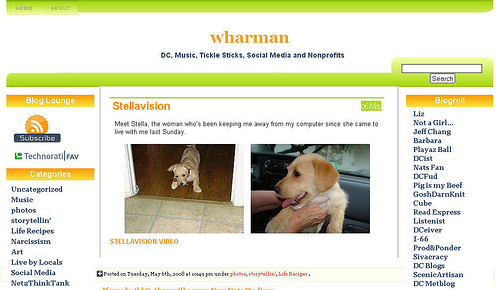 HOME ABOUT
wharman
DC, Music, Tickle Sticks, Social Media and Nonprofits
Search
Blog Lounge
Subscribe
Technorati FAV
Categories
Uncategorized
Music
photos
storytellin'
Life Recipes
Narcissism
Art
Live by Locals
Social Media
Net2ThinkTank
Stellavision
06 May
Meet Stella, the woman who's been keeping me away from my computer since she came to
live with me last Sunday.
STELLAVISION VIDEO
Posted on Tuesday, May 6th, 2008 at 10:49 pm under photos, storytellin', Life Recipes.
Blogroll
Liz
Not a Girl...
Jeff Chang
Barbara
Playaz Ball
DCist
Nats Fan
DCFud
Pig is my Beef
GoshDarnKnit
Cube
Read Express
Listenist
DCeiver
I-66
Prod&Ponder
Sivacracy
DC Blogs
ScenicArtisan
DC Metblog